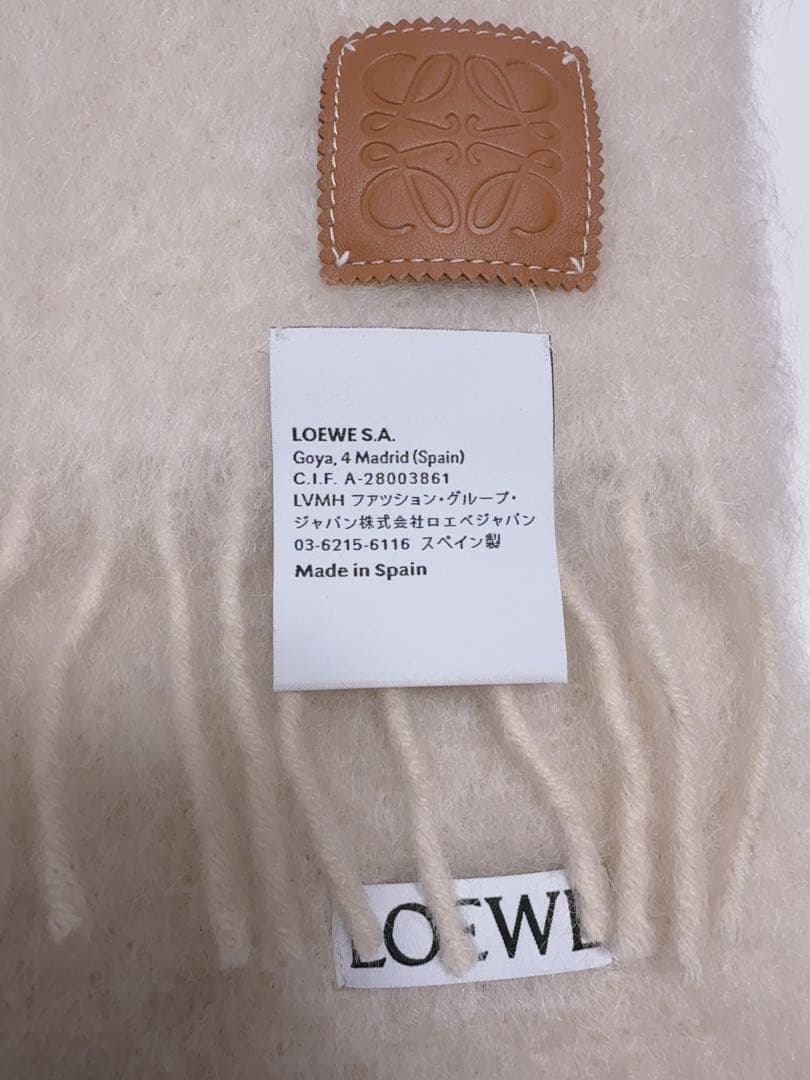 LOEWE S.A.
Goya, 4 Madrid (Spain)
C.I.F. A-28003861
LVMH ファッション・グループ・
ジャパン株式会社ロエベジャパン
03-6215-6116 スペイン製
Made in Spain
LOEWE